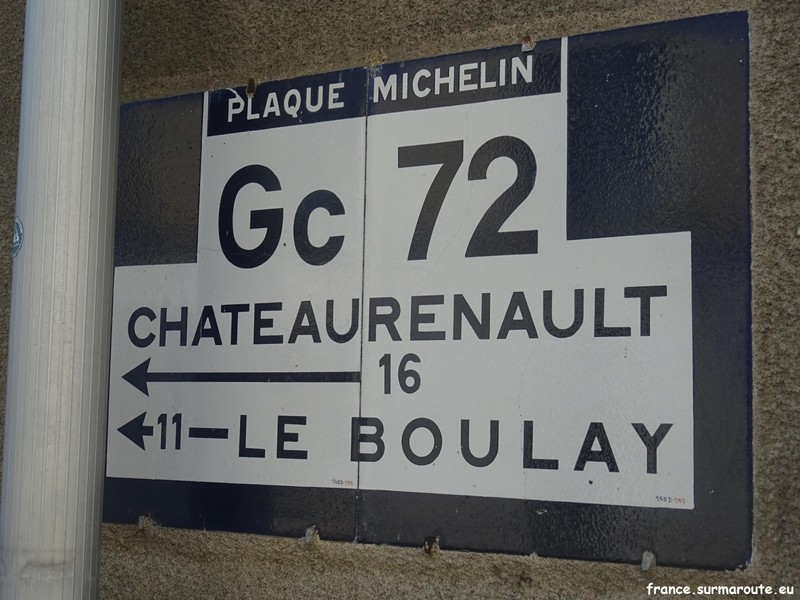 PLAQUE MICHELIN
Gc 72
CHATEAURENAULT
16
11 LE BOULAY
france.surmaroute.eu